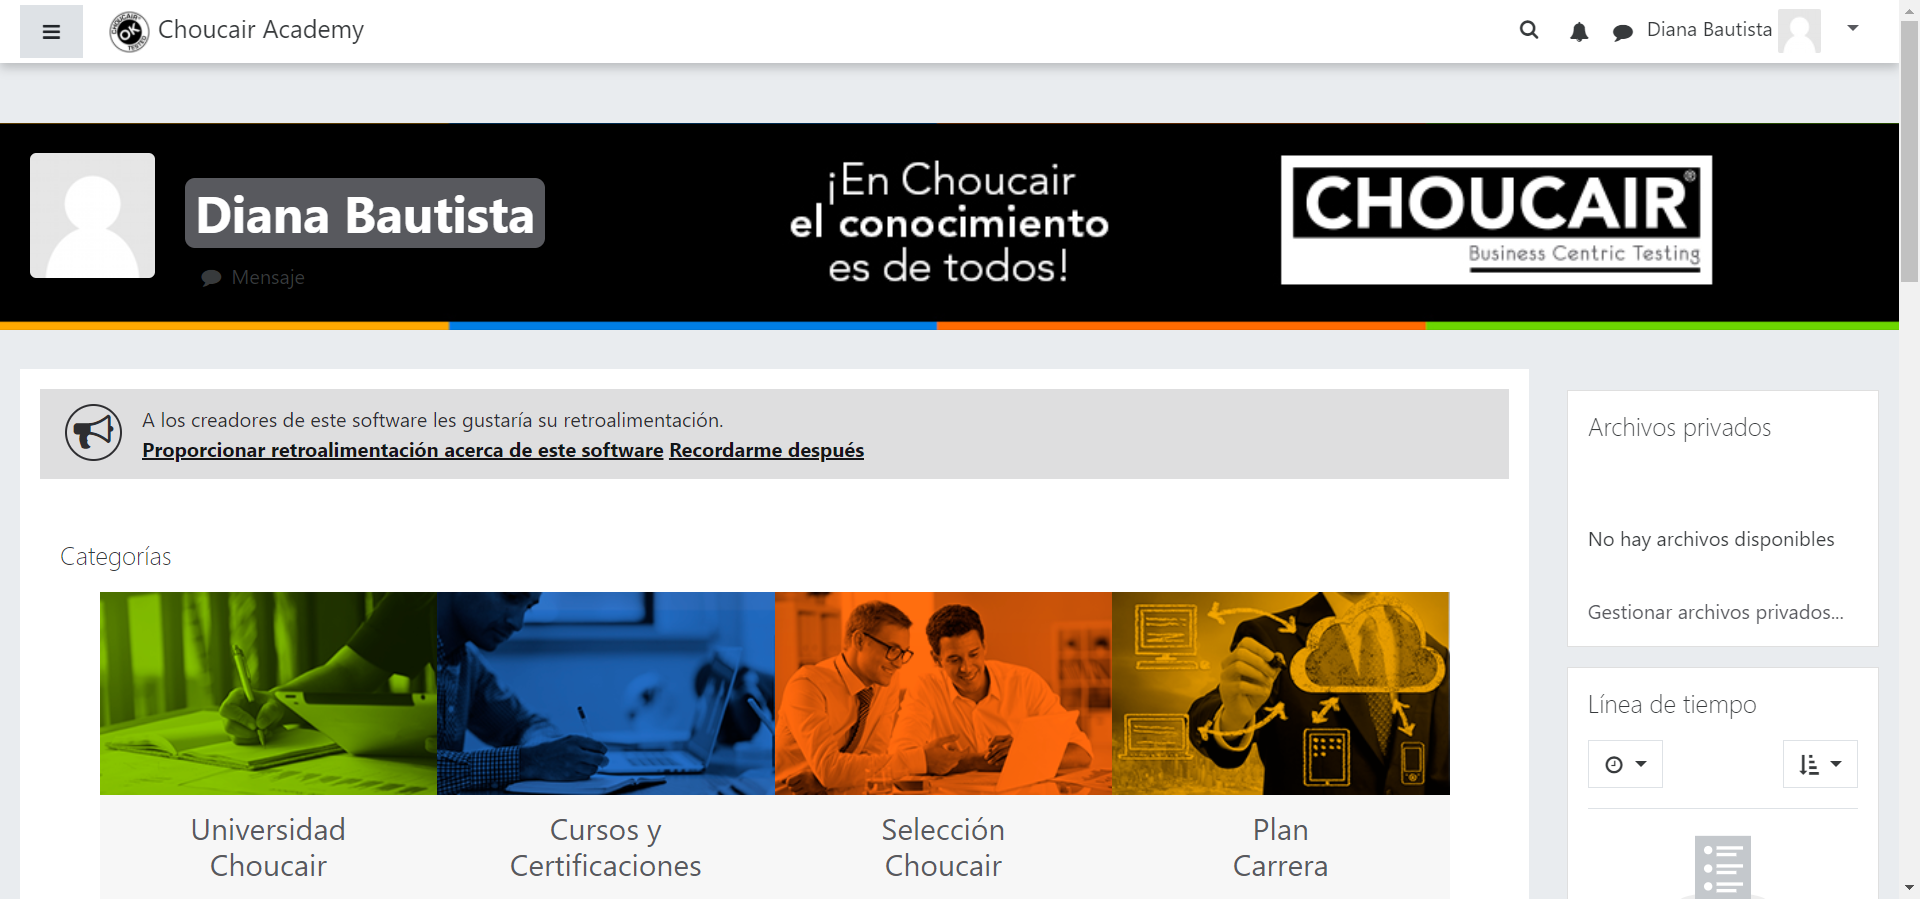 Choucair Academy
Diana Bautista
Diana Bautista
Mensaje
¡En Choucair
el conocimiento
es de todos!
CHOUCAIR®
Business Centric Testing
A los creadores de este software les gustaría su retroalimentación.
Proporcionar retroalimentación acerca de este software Recordarme después
Categorías
Universidad
Choucair
Cursos y
Certificaciones
Selección
Choucair
Plan
Carrera
Archivos privados
No hay archivos disponibles
Gestionar archivos privados...
Línea de tiempo